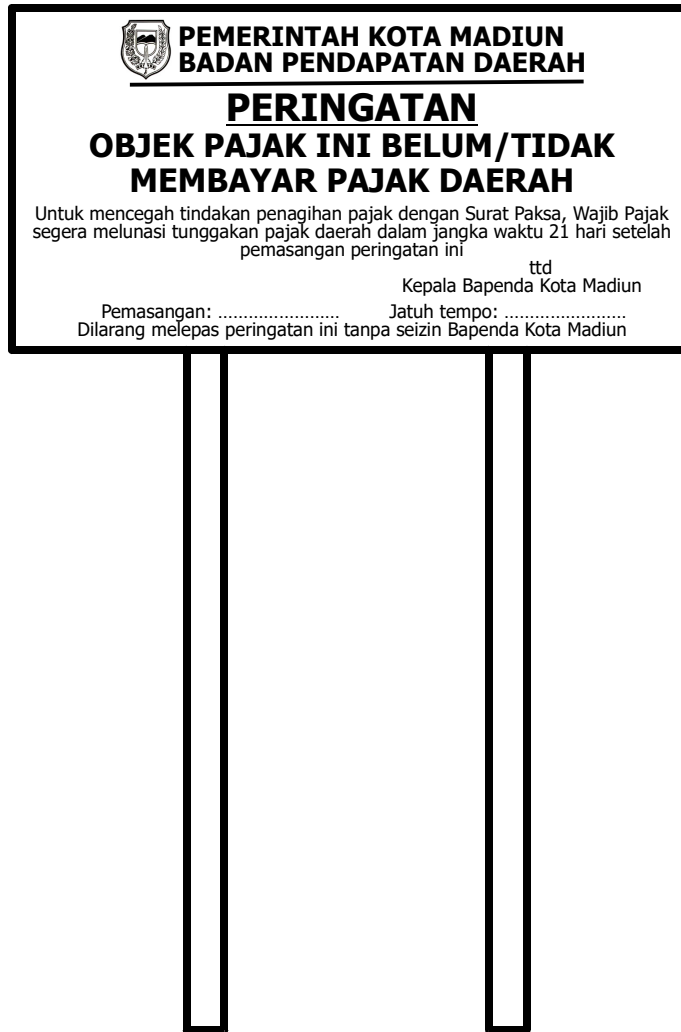 PEMERINTAH KOTA MADIUN
BADAN PENDAPATAN DAERAH
PERINGATAN
OBJEK PAJAK INI BELUM/TIDAK
MEMBAYAR PAJAK DAERAH
Untuk mencegah tindakan penagihan pajak dengan Surat Paksa, Wajib Pajak
segera melunasi tunggakan pajak daerah dalam jangka waktu 21 hari setelah
pemasangan peringatan ini
ttd
Kepala Bapenda Kota Madiun
Pemasangan: ........................ Jatuh tempo: ........................
Dilarang melepas peringatan ini tanpa seizin Bapenda Kota Madiun